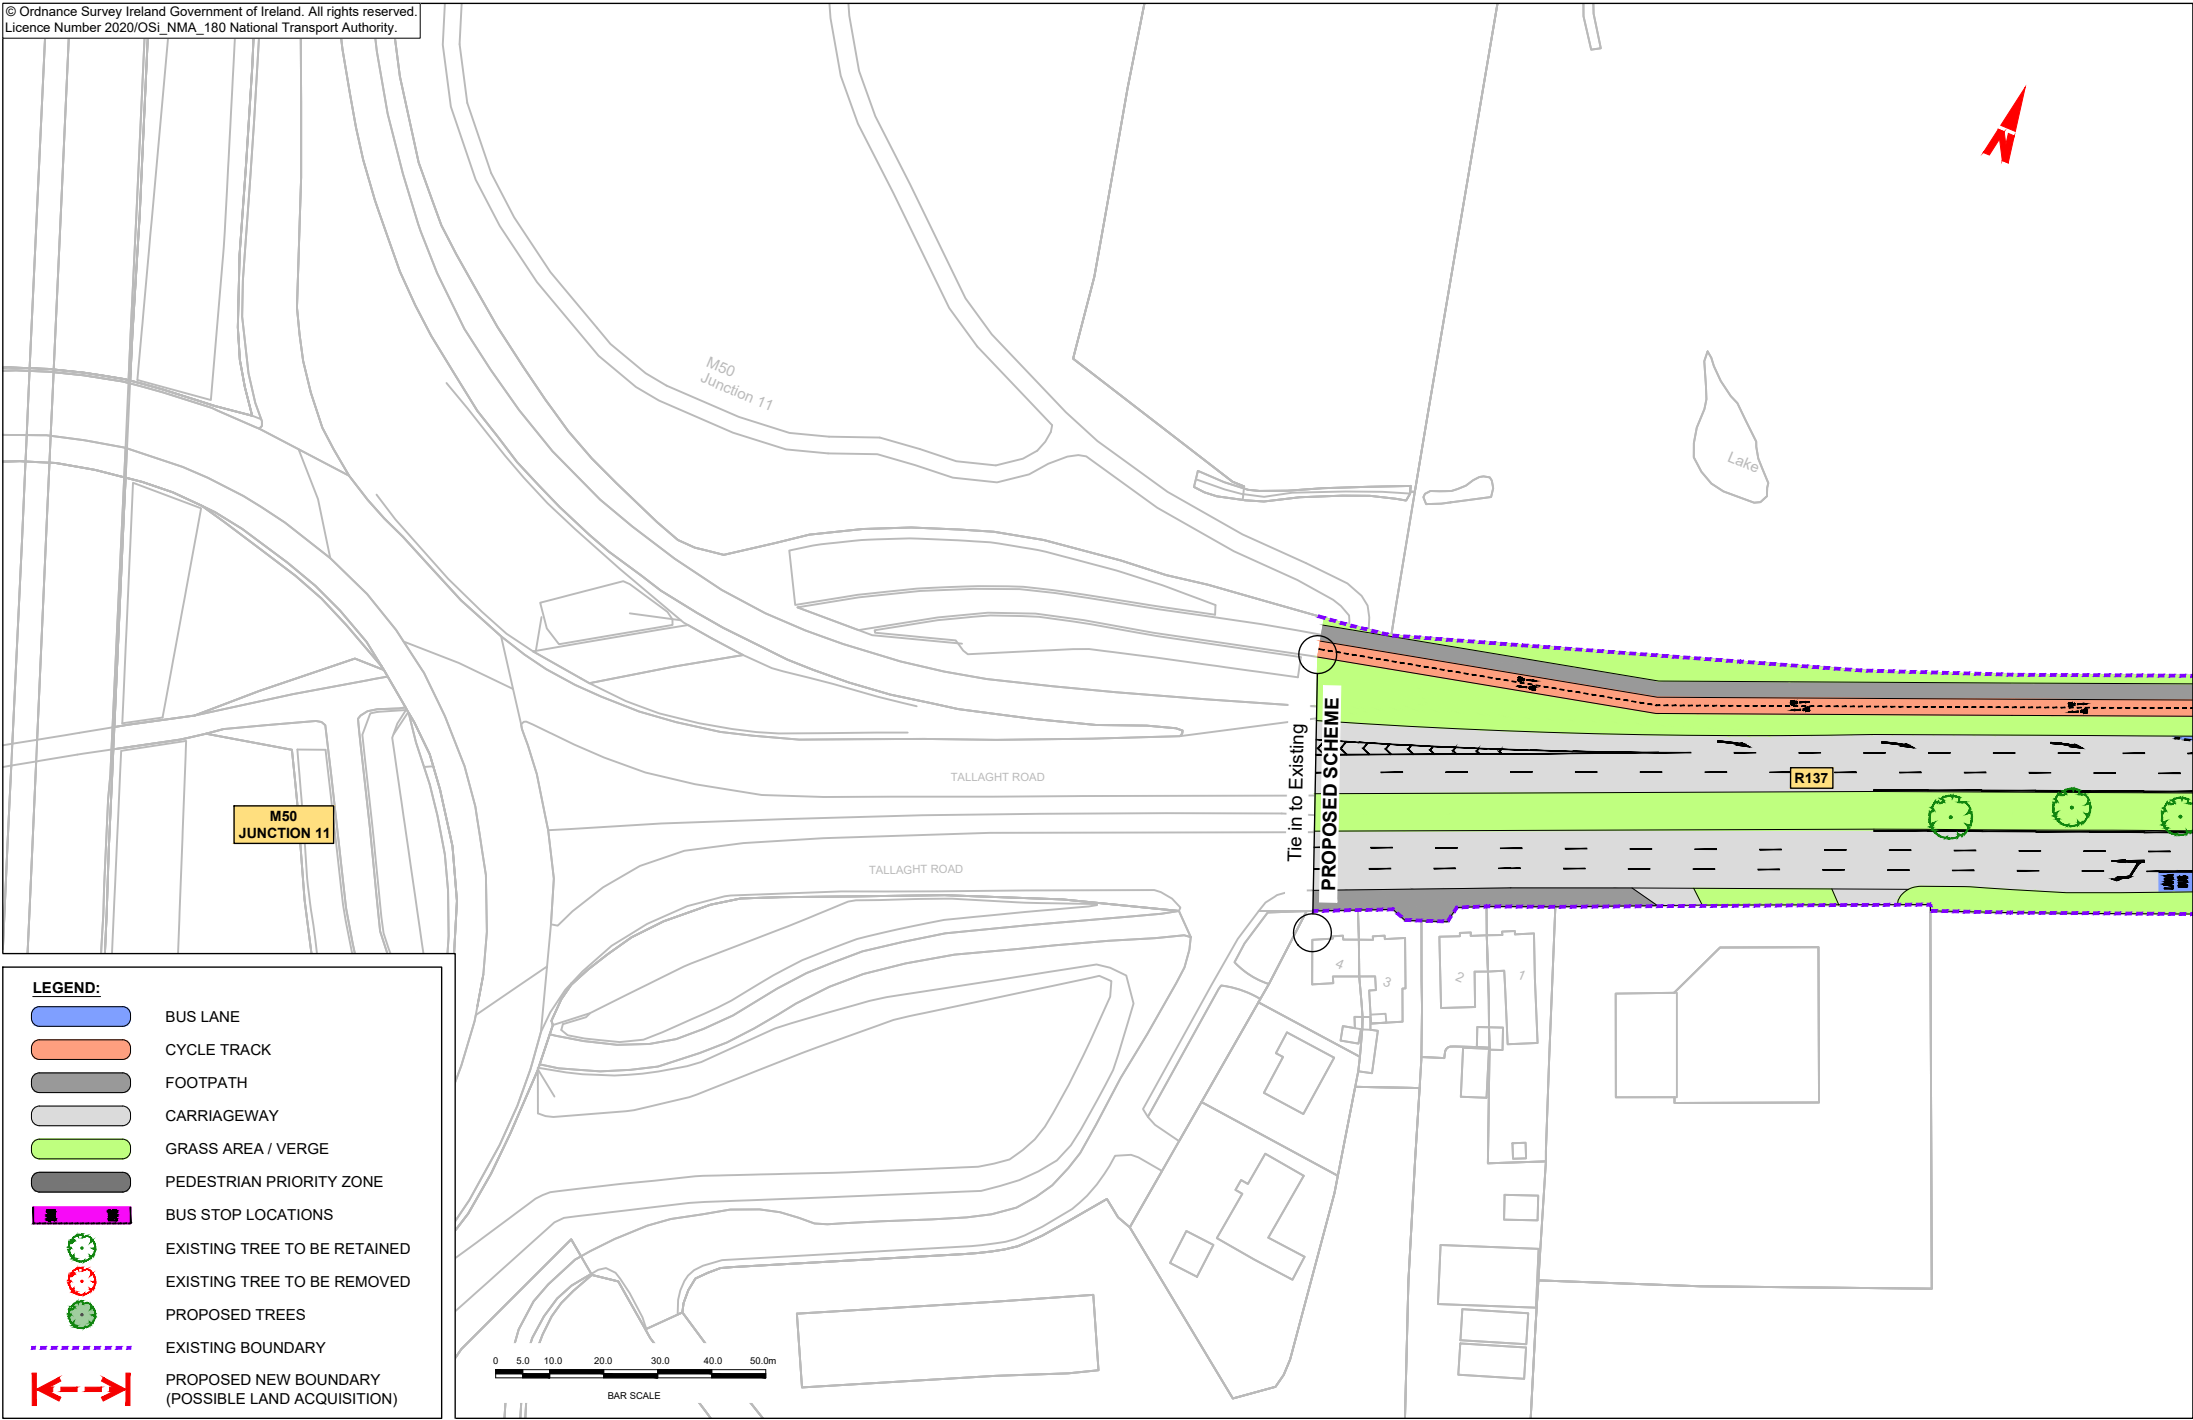 © Ordnance Survey Ireland Government of Ireland. All rights reserved.
Licence Number 2020/OSi_NMA_180 National Transport Authority.
N
M50
Junction 11
Lake
Tie in to Existing
PROPOSED SCHEME
TALLAGHT ROAD
R137
M50
JUNCTION 11
TALLAGHT ROAD
4
3
2
1
LEGEND:
BUS LANE
CYCLE TRACK
FOOTPATH
CARRIAGEWAY
GRASS AREA / VERGE
PEDESTRIAN PRIORITY ZONE
BUS STOP LOCATIONS
EXISTING TREE TO BE RETAINED
EXISTING TREE TO BE REMOVED
PROPOSED TREES
EXISTING BOUNDARY
PROPOSED NEW BOUNDARY
(POSSIBLE LAND ACQUISITION)
0 5.0 10.0 20.0 30.0 40.0 50.0m
BAR SCALE